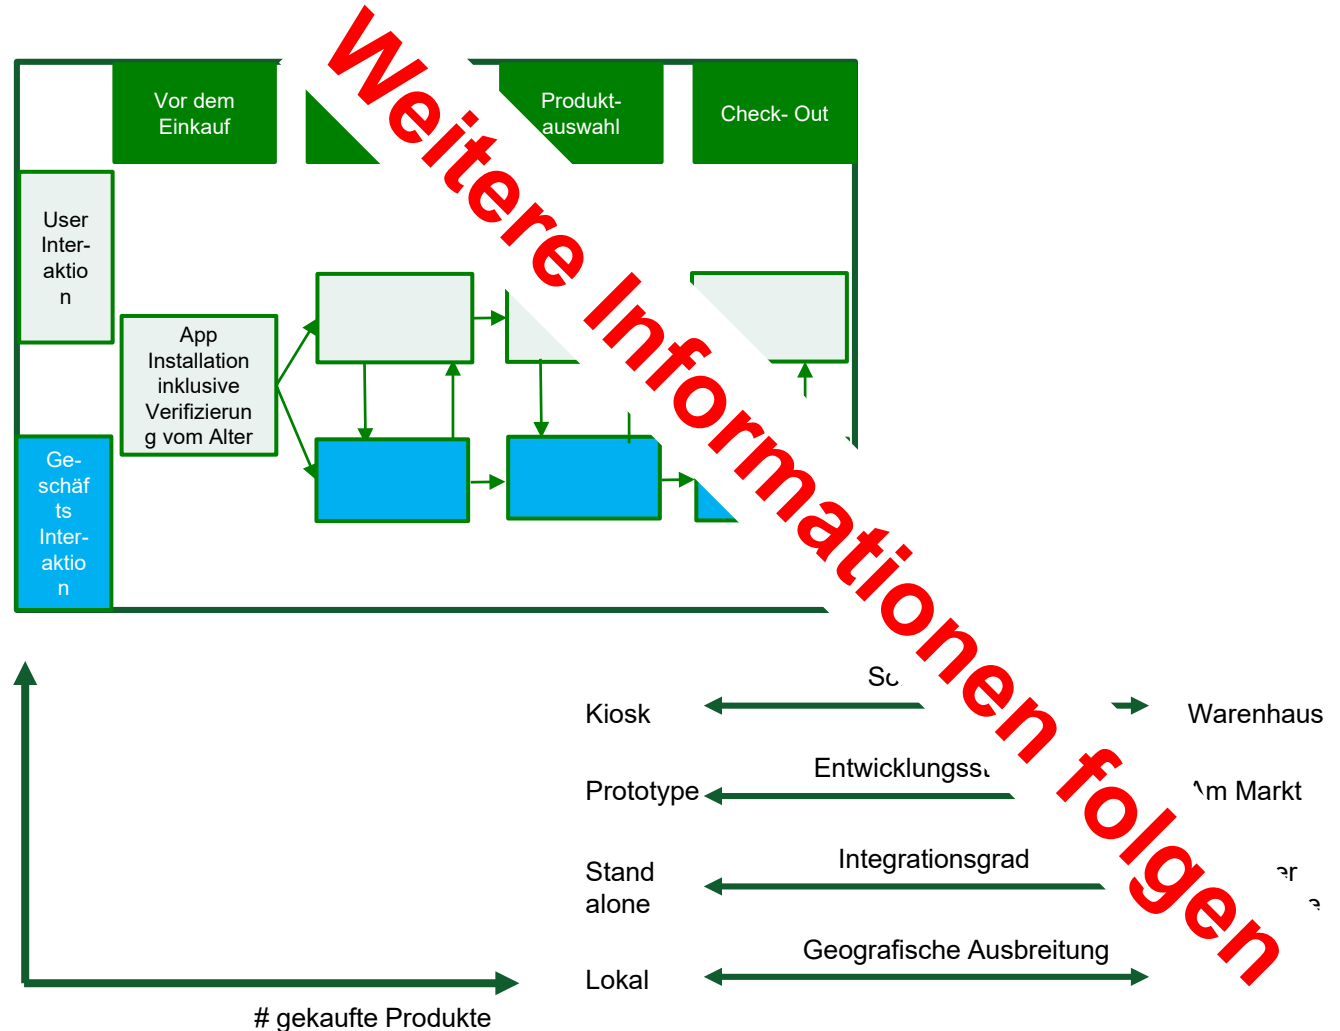 Vor dem
Einkauf
Produkt-
auswahl
Check- Out
User
Inter-
aktio
n
App
Installation
inklusive
Verifizierun
g vom Alter
Ge-
schäf
ts
Inter-
aktio
n
Weitere Informationen folgen
Kiosk
Warenhaus
Prototype
Am Markt
Stand
alone
Integrationsgrad
Geografische Ausbreitung
Lokal
# gekaufte Produkte